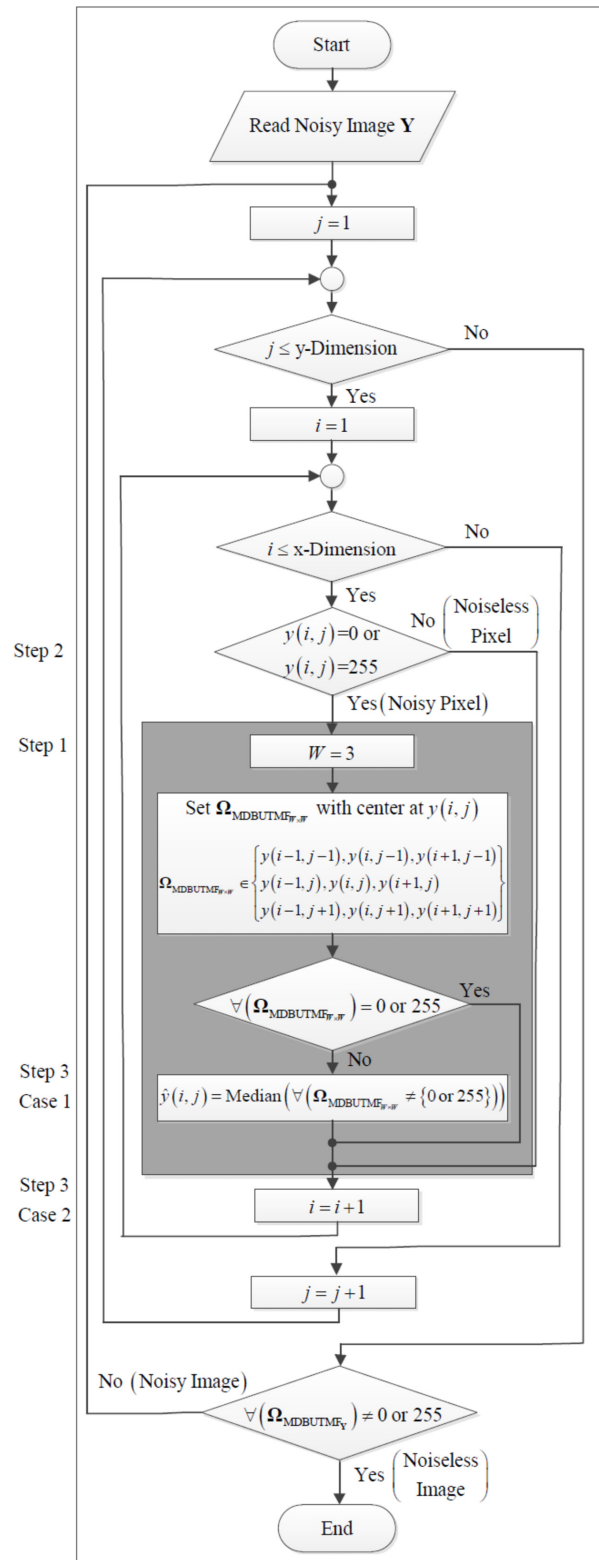 Start
Read Noisy Image Y
j = 1
j ≤ y-Dimension
No
Yes
i = 1
i ≤ x-Dimension
No
Yes
Step 2
y(i, j)=0 or
y(i, j)=255
No (Noiseless
Pixel)
Yes (Noisy Pixel)
Step 1
W = 3
Set Ω_MDBUTMF_W×W with center at y(i, j)
Ω_MDBUTMF_W×W ∈ { y(i−1, j−1), y(i, j−1), y(i+1, j−1)
y(i−1, j), y(i, j), y(i+1, j)
y(i−1, j+1), y(i, j+1), y(i+1, j+1) }
∀(Ω_MDBUTMF_W×W) = 0 or 255
Yes
No
Step 3
Case 1
ŷ(i, j) = Median(∀(Ω_MDBUTMF_W×W ≠ {0 or 255}))
Step 3
Case 2
i = i+1
j = j+1
No (Noisy Image)
∀(Ω_MDBUTMF_Y) ≠ 0 or 255
Yes (Noiseless
Image)
End